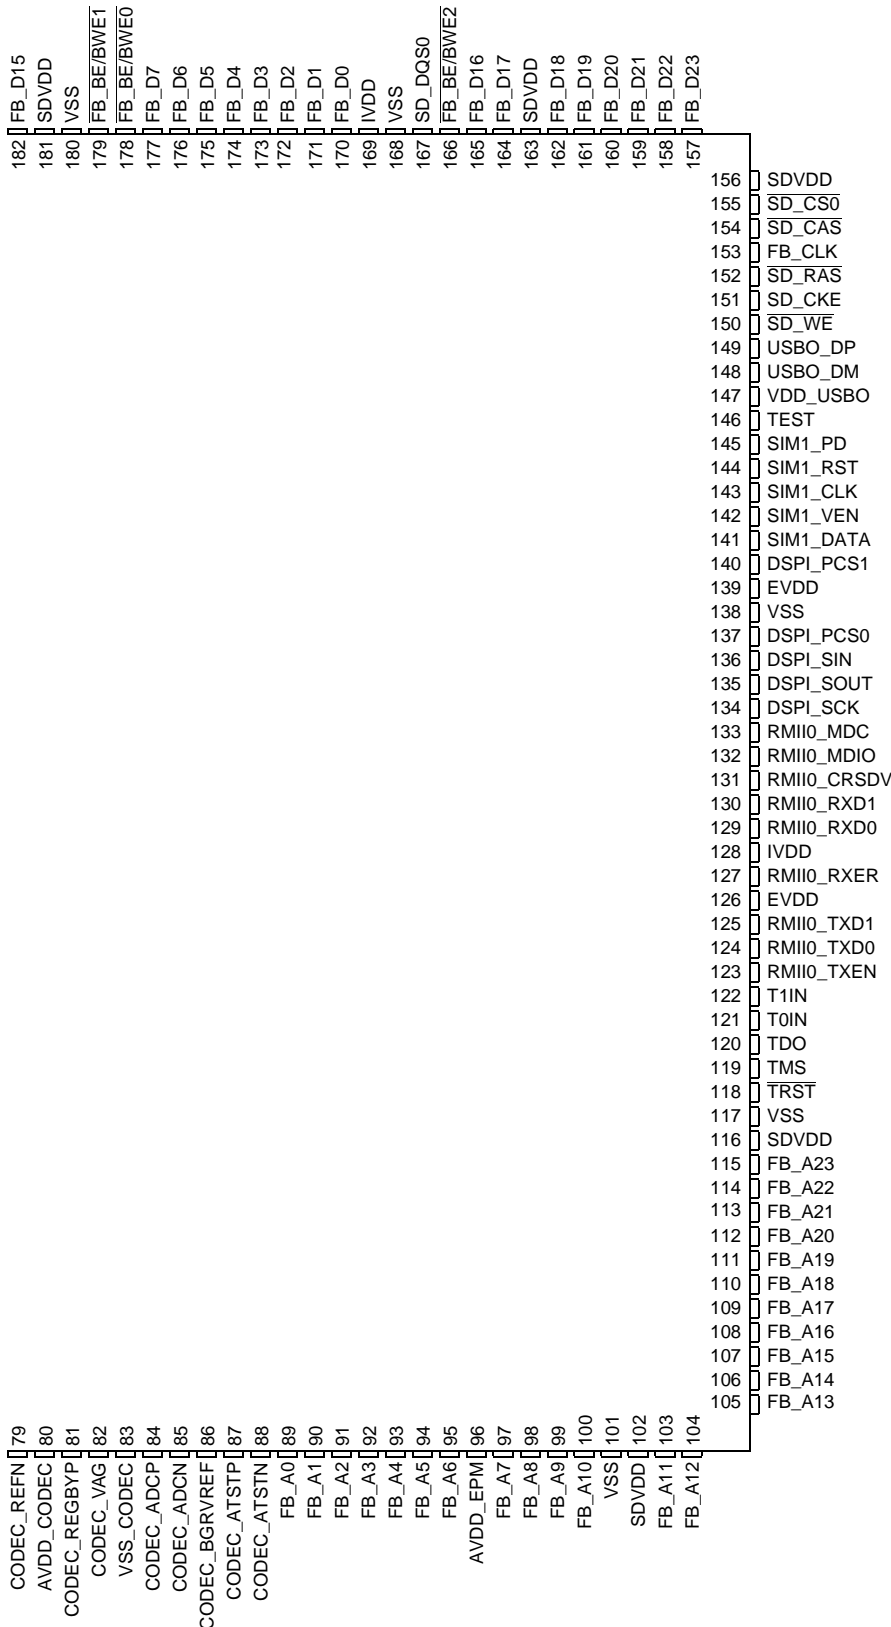 FB_D15
SDVDD
VSS
FB_BE/BWE1
FB_BE/BWE0
FB_D7
FB_D6
FB_D5
FB_D4
FB_D3
FB_D2
FB_D1
FB_D0
IVDD
VSS
SD_DQS0
FB_BE/BWE2
FB_D16
FB_D17
SDVDD
FB_D18
FB_D19
FB_D20
FB_D21
FB_D22
FB_D23
182
181
180
179
178
177
176
175
174
173
172
171
170
169
168
167
166
165
164
163
162
161
160
159
158
157
156 SDVDD
155 SD_CS0
154 SD_CAS
153 FB_CLK
152 SD_RAS
151 SD_CKE
150 SD_WE
149 USBO_DP
148 USBO_DM
147 VDD_USBO
146 TEST
145 SIM1_PD
144 SIM1_RST
143 SIM1_CLK
142 SIM1_VEN
141 SIM1_DATA
140 DSPI_PCS1
139 EVDD
138 VSS
137 DSPI_PCS0
136 DSPI_SIN
135 DSPI_SOUT
134 DSPI_SCK
133 RMII0_MDC
132 RMII0_MDIO
131 RMII0_CRSDV
130 RMII0_RXD1
129 RMII0_RXD0
128 IVDD
127 RMII0_RXER
126 EVDD
125 RMII0_TXD1
124 RMII0_TXD0
123 RMII0_TXEN
122 T1IN
121 T0IN
120 TDO
119 TMS
118 TRST
117 VSS
116 SDVDD
115 FB_A23
114 FB_A22
113 FB_A21
112 FB_A20
111 FB_A19
110 FB_A18
109 FB_A17
108 FB_A16
107 FB_A15
106 FB_A14
105 FB_A13
79
80
81
82
83
84
85
86
87
88
89
90
91
92
93
94
95
96
97
98
99
100
101
102
103
104
CODEC_REFN
AVDD_CODEC
CODEC_REGBYP
CODEC_VAG
VSS_CODEC
CODEC_ADCP
CODEC_ADCN
CODEC_BGRVREF
CODEC_ATSTP
CODEC_ATSTN
FB_A0
FB_A1
FB_A2
FB_A3
FB_A4
FB_A5
FB_A6
AVDD_EPM
FB_A7
FB_A8
FB_A9
FB_A10
VSS
SDVDD
FB_A11
FB_A12